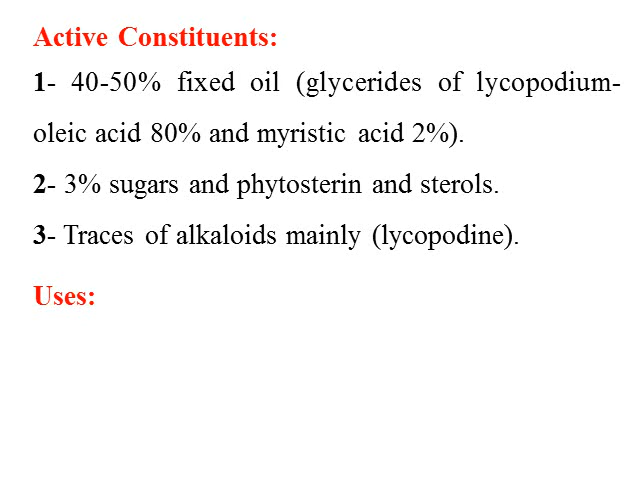 Active Constituents:
1- 40-50% fixed oil (glycerides of lycopodium-
oleic acid 80% and myristic acid 2%).
2- 3% sugars and phytosterin and sterols.
3- Traces of alkaloids mainly (lycopodine).
Uses: